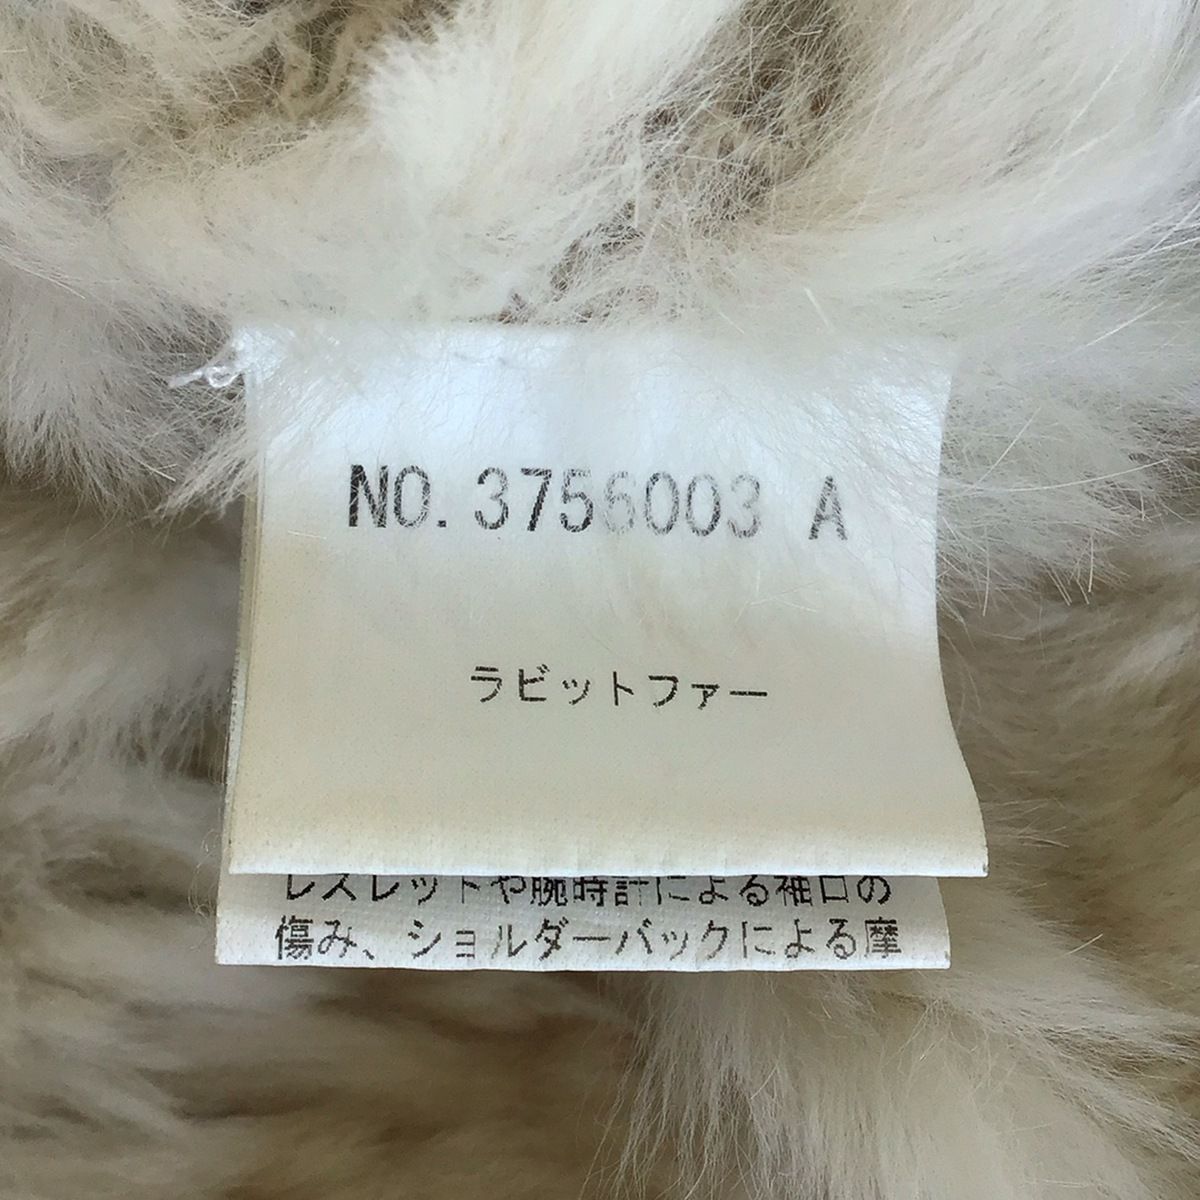 NO. 3756003 A
ラビットファー
レスレットや腕時計による袖口の
傷み、ショルダーバックによる摩